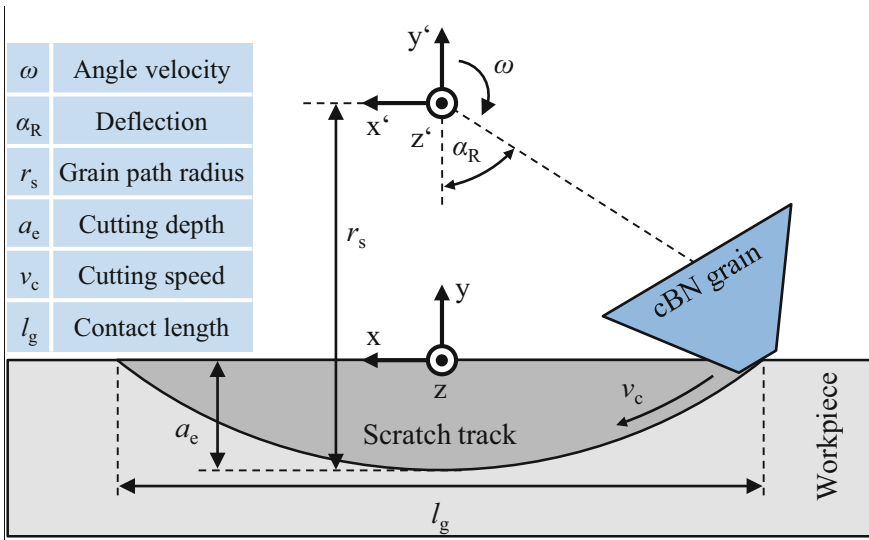 ω Angle velocity
αR Deflection
rs Grain path radius
ae Cutting depth
vc Cutting speed
lg Contact length
y‘
ω
x‘
z‘
αR
rs
cBN grain
y
x
z
vc
ae
Scratch track
Workpiece
lg